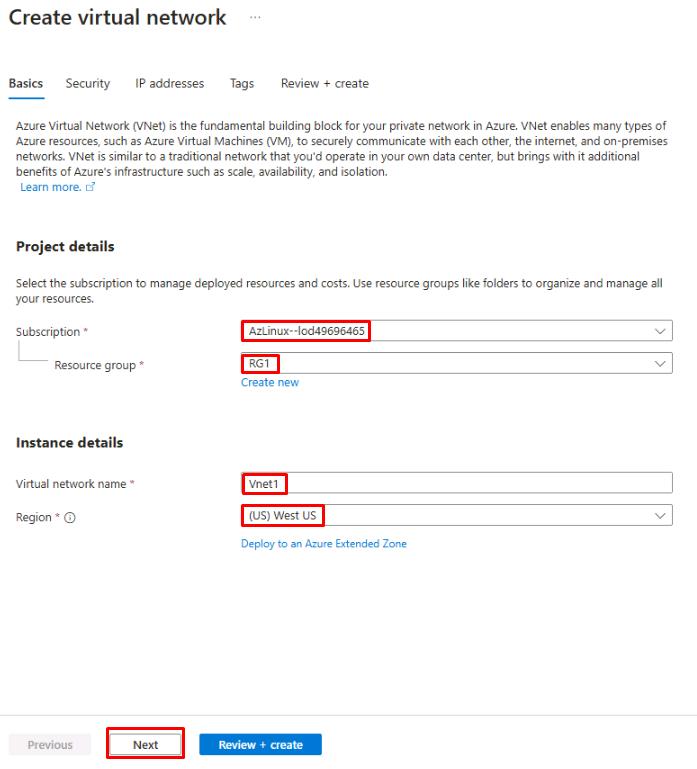 Create virtual network ...
Basics Security IP addresses Tags Review + create
Azure Virtual Network (VNet) is the fundamental building block for your private network in Azure. VNet enables many types of
Azure resources, such as Azure Virtual Machines (VM), to securely communicate with each other, the internet, and on-premises
networks. VNet is similar to a traditional network that you'd operate in your own data center, but brings with it additional
benefits of Azure's infrastructure such as scale, availability, and isolation.
Learn more.
Project details
Select the subscription to manage deployed resources and costs. Use resource groups like folders to organize and manage all
your resources.
Subscription * AzLinux--lod49696465
Resource group * RG1
Create new
Instance details
Virtual network name * Vnet1
Region * (US) West US
Deploy to an Azure Extended Zone
Previous Next Review + create